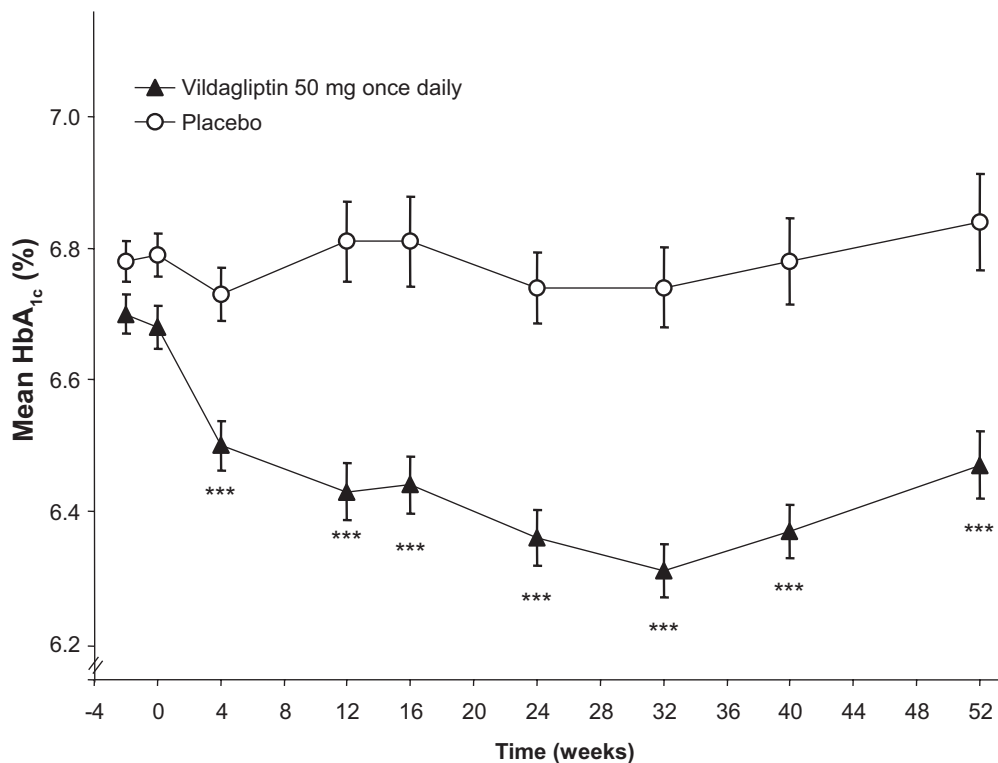 Vildagliptin 50 mg once daily
Placebo
7.0
6.8
6.6
6.4
6.2
Mean HbA1c (%)
***
***
***
***
***
***
***
-4 0 4 8 12 16 20 24 28 32 36 40 44 48 52
Time (weeks)